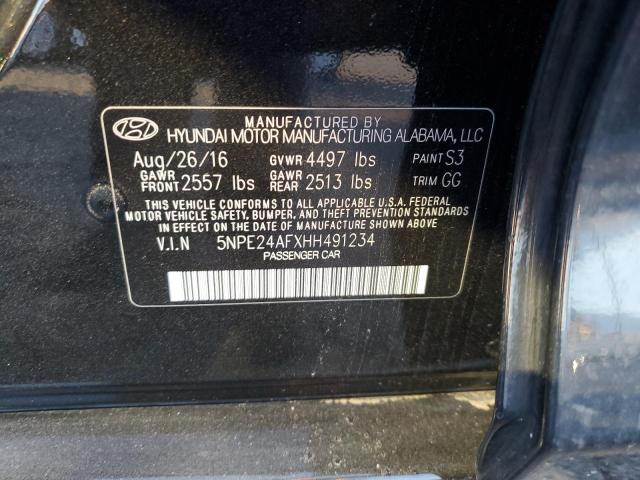 MANUFACTURED BY
HYUNDAI MOTOR MANUFACTURING ALABAMA, LLC
Aug/26/16 GVWR 4497 lbs PAINT S3
GAWR FRONT 2557 lbs GAWR REAR 2513 lbs TRIM GG
THIS VEHICLE CONFORMS TO ALL APPLICABLE U.S.A. FEDERAL
MOTOR VEHICLE SAFETY, BUMPER, AND THEFT PREVENTION STANDARDS
IN EFFECT ON THE DATE OF MANUFACTURE SHOWN ABOVE.
V.I.N 5NPE24AFXHH491234
PASSENGER CAR